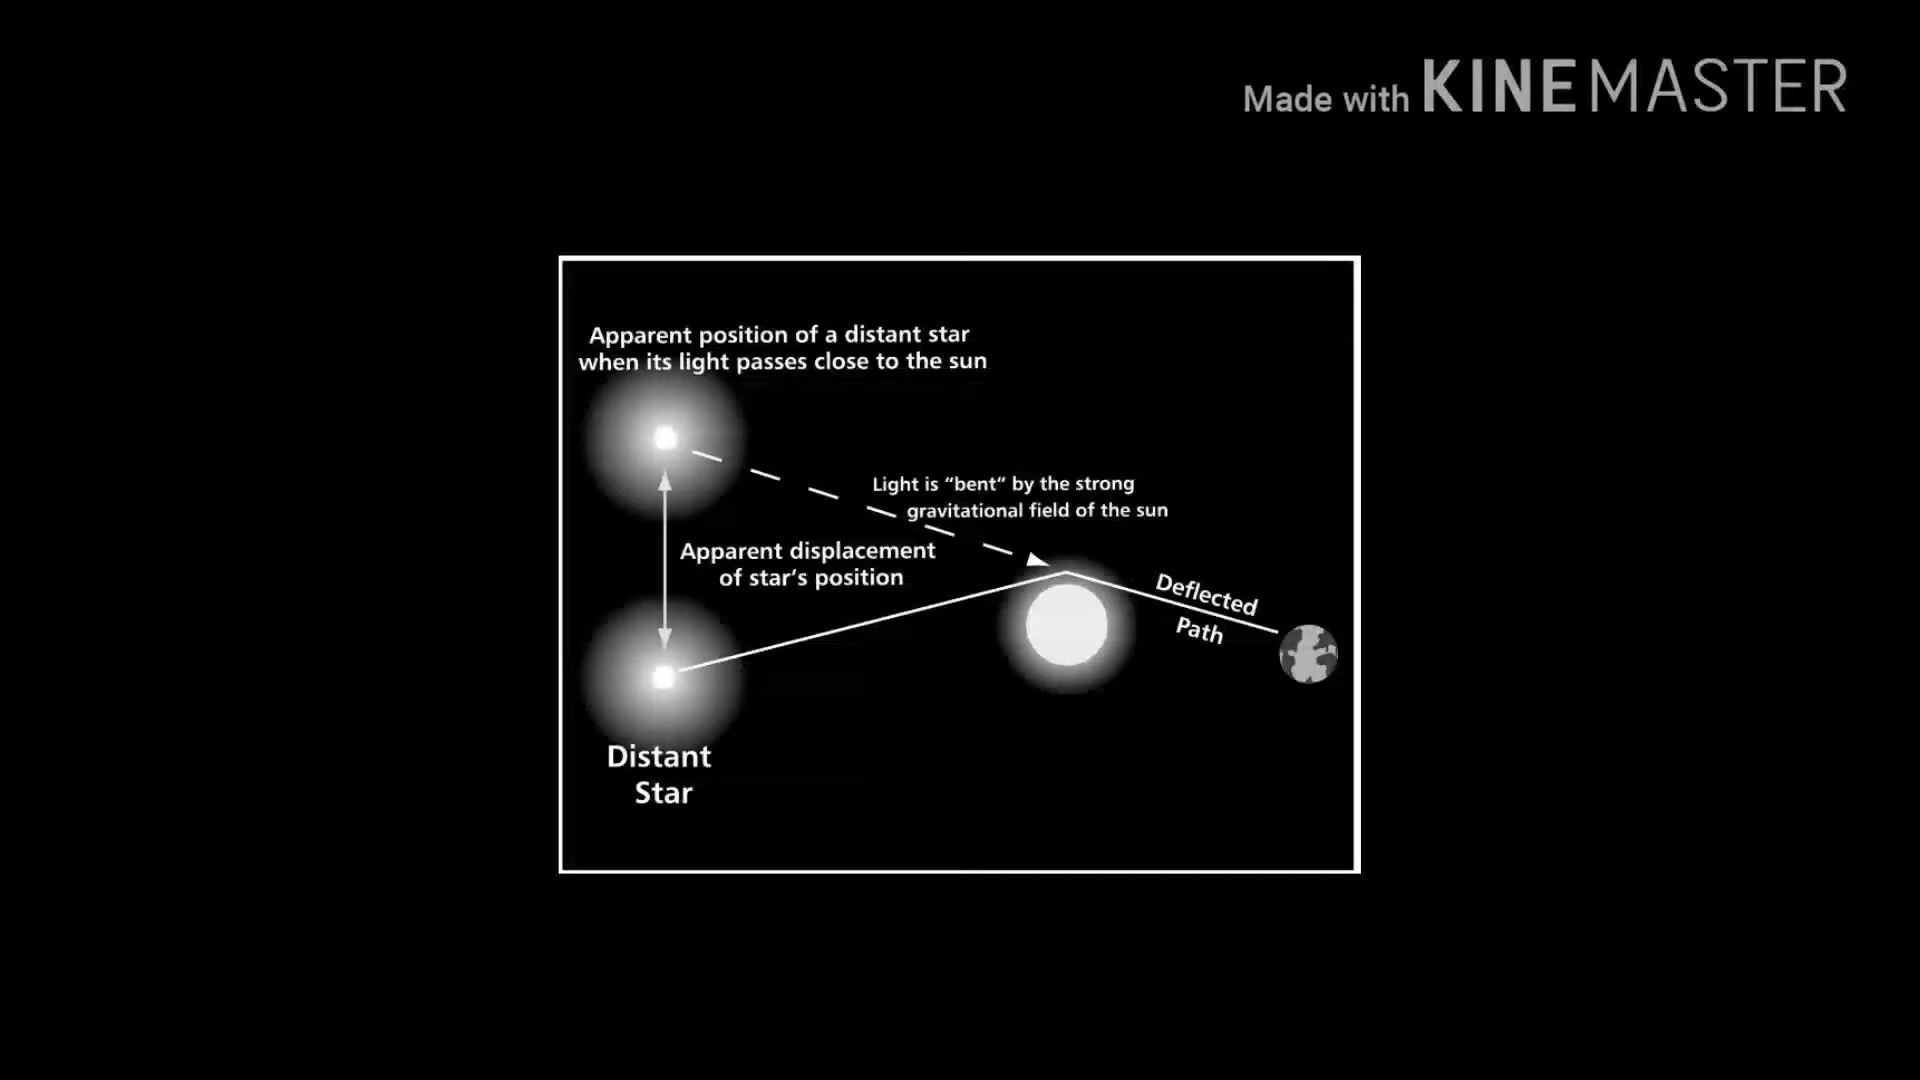 Made with KINEMASTER
Apparent position of a distant star
when its light passes close to the sun
Light is “bent“ by the strong
gravitational field of the sun
Apparent displacement
of star’s position
Deflected
Path
Distant
Star